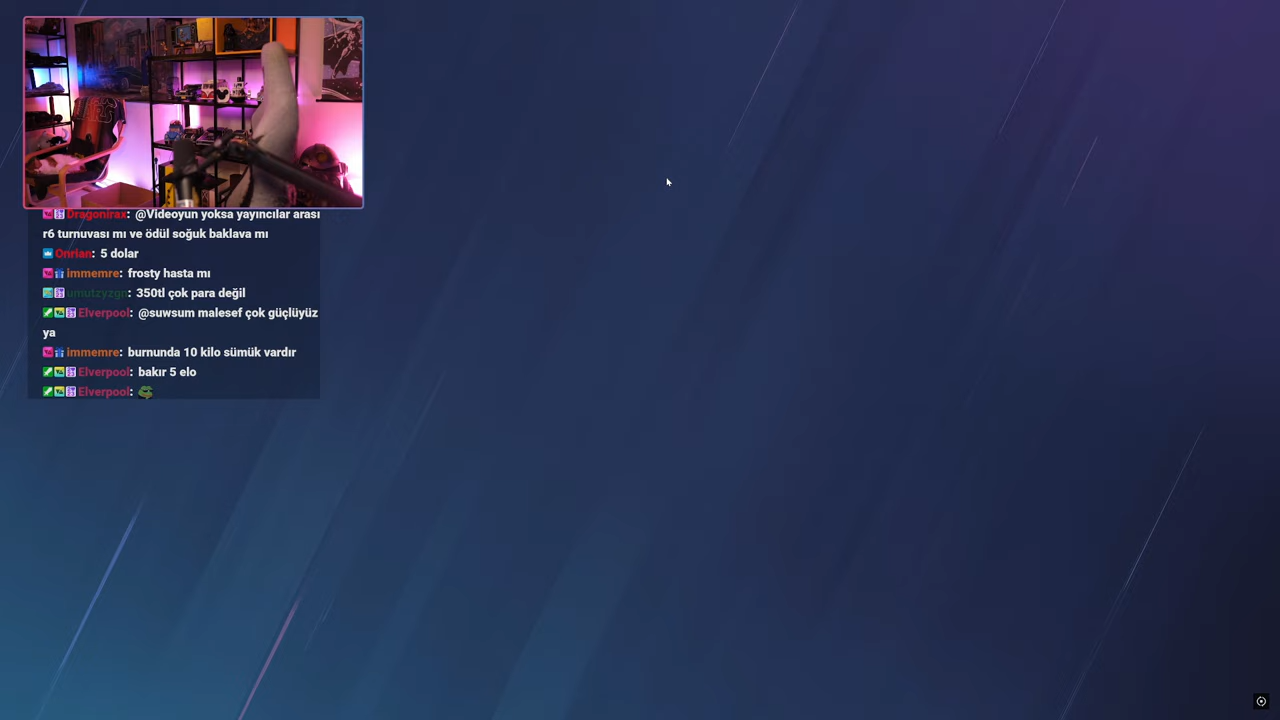 Dragonirax: @Videoyun yoksa yayıncılar arası
r6 turnuvası mı ve ödül soğuk baklava mı
Onrian: 5 dolar
immemre: frosty hasta mı
umutzyzgn: 350tl çok para değil
Elverpool: @suwsum malesef çok güçlüyüz
ya
immemre: burnunda 10 kilo sümük vardır
Elverpool: bakır 5 elo
Elverpool: